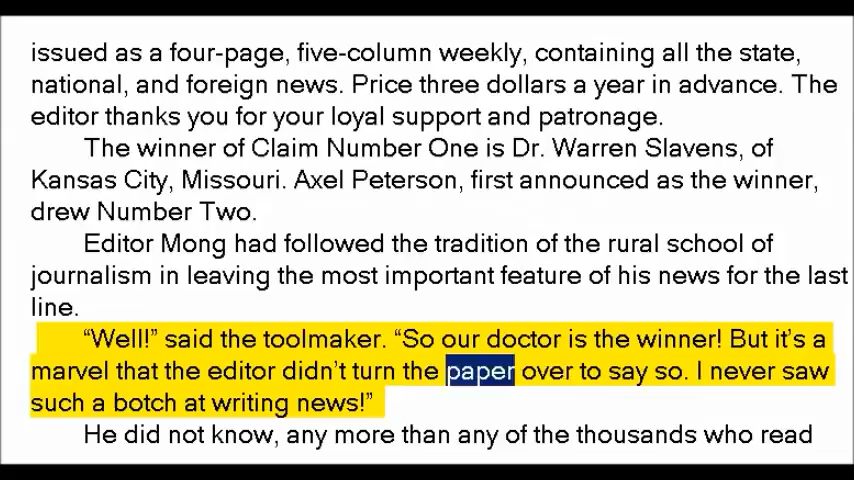 issued as a four-page, five-column weekly, containing all the state,
national, and foreign news. Price three dollars a year in advance. The
editor thanks you for your loyal support and patronage.
The winner of Claim Number One is Dr. Warren Slavens, of
Kansas City, Missouri. Axel Peterson, first announced as the winner,
drew Number Two.
Editor Mong had followed the tradition of the rural school of
journalism in leaving the most important feature of his news for the last
line.
“Well!” said the toolmaker. “So our doctor is the winner! But it’s a
marvel that the editor didn’t turn the paper over to say so. I never saw
such a botch at writing news!”
He did not know, any more than any of the thousands who read